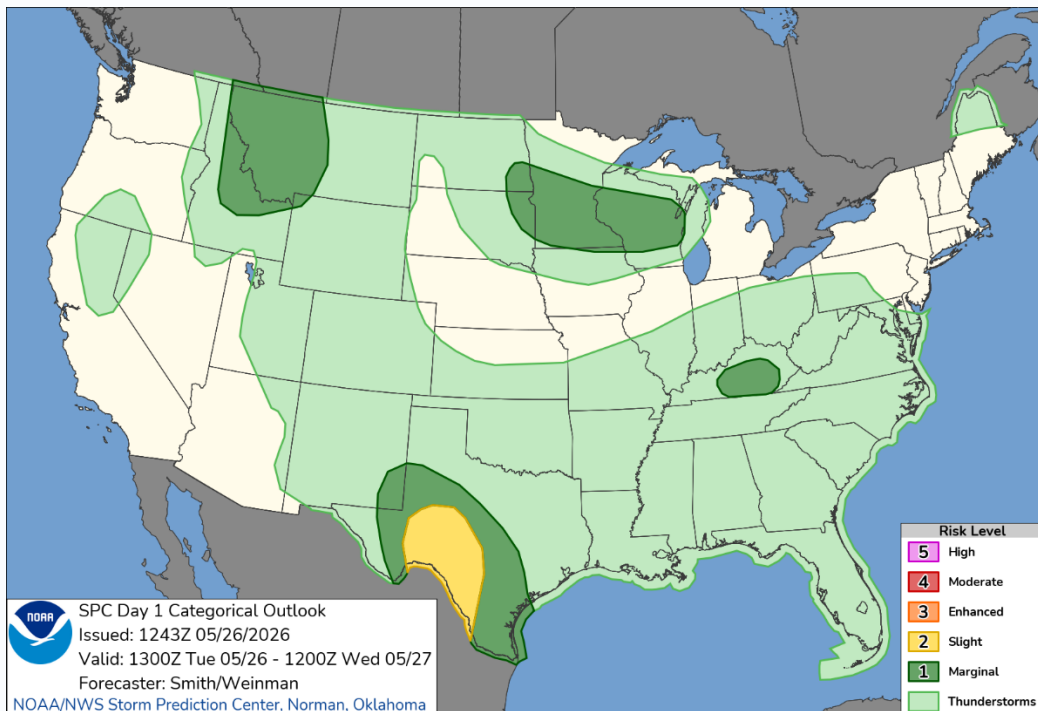 Risk Level
5 High
4 Moderate
3 Enhanced
2 Slight
1 Marginal
Thunderstorms
NOAA
SPC Day 1 Categorical Outlook
Issued: 1243Z 05/26/2026
Valid: 1300Z Tue 05/26 - 1200Z Wed 05/27
Forecaster: Smith/Weinman
NOAA/NWS Storm Prediction Center, Norman, Oklahoma